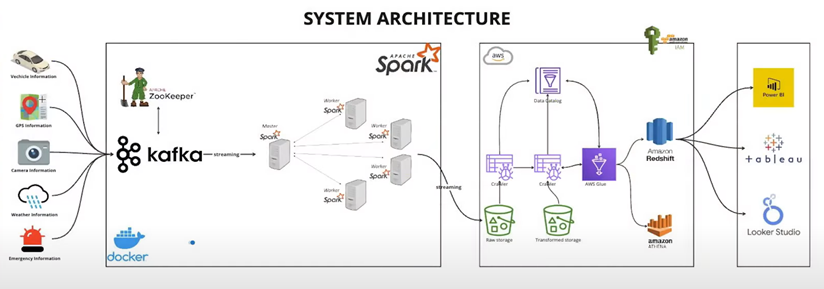 SYSTEM ARCHITECTURE
Vechicle Information
GPS Information
Camera Information
Weather Information
Emergency Information
APACHE
ZooKeeper
kafka
streaming
docker
APACHE
Spark
Master
Spark
Worker
Spark
Worker
Spark
Worker
Spark
Worker
Spark
streaming
aws
amazon
IAM
Data Catalog
Crawler
Crawler
AWS Glue
Raw storage
Transformed storage
Amazon
Redshift
amazon
ATHENA
Power BI
tableau
Looker Studio